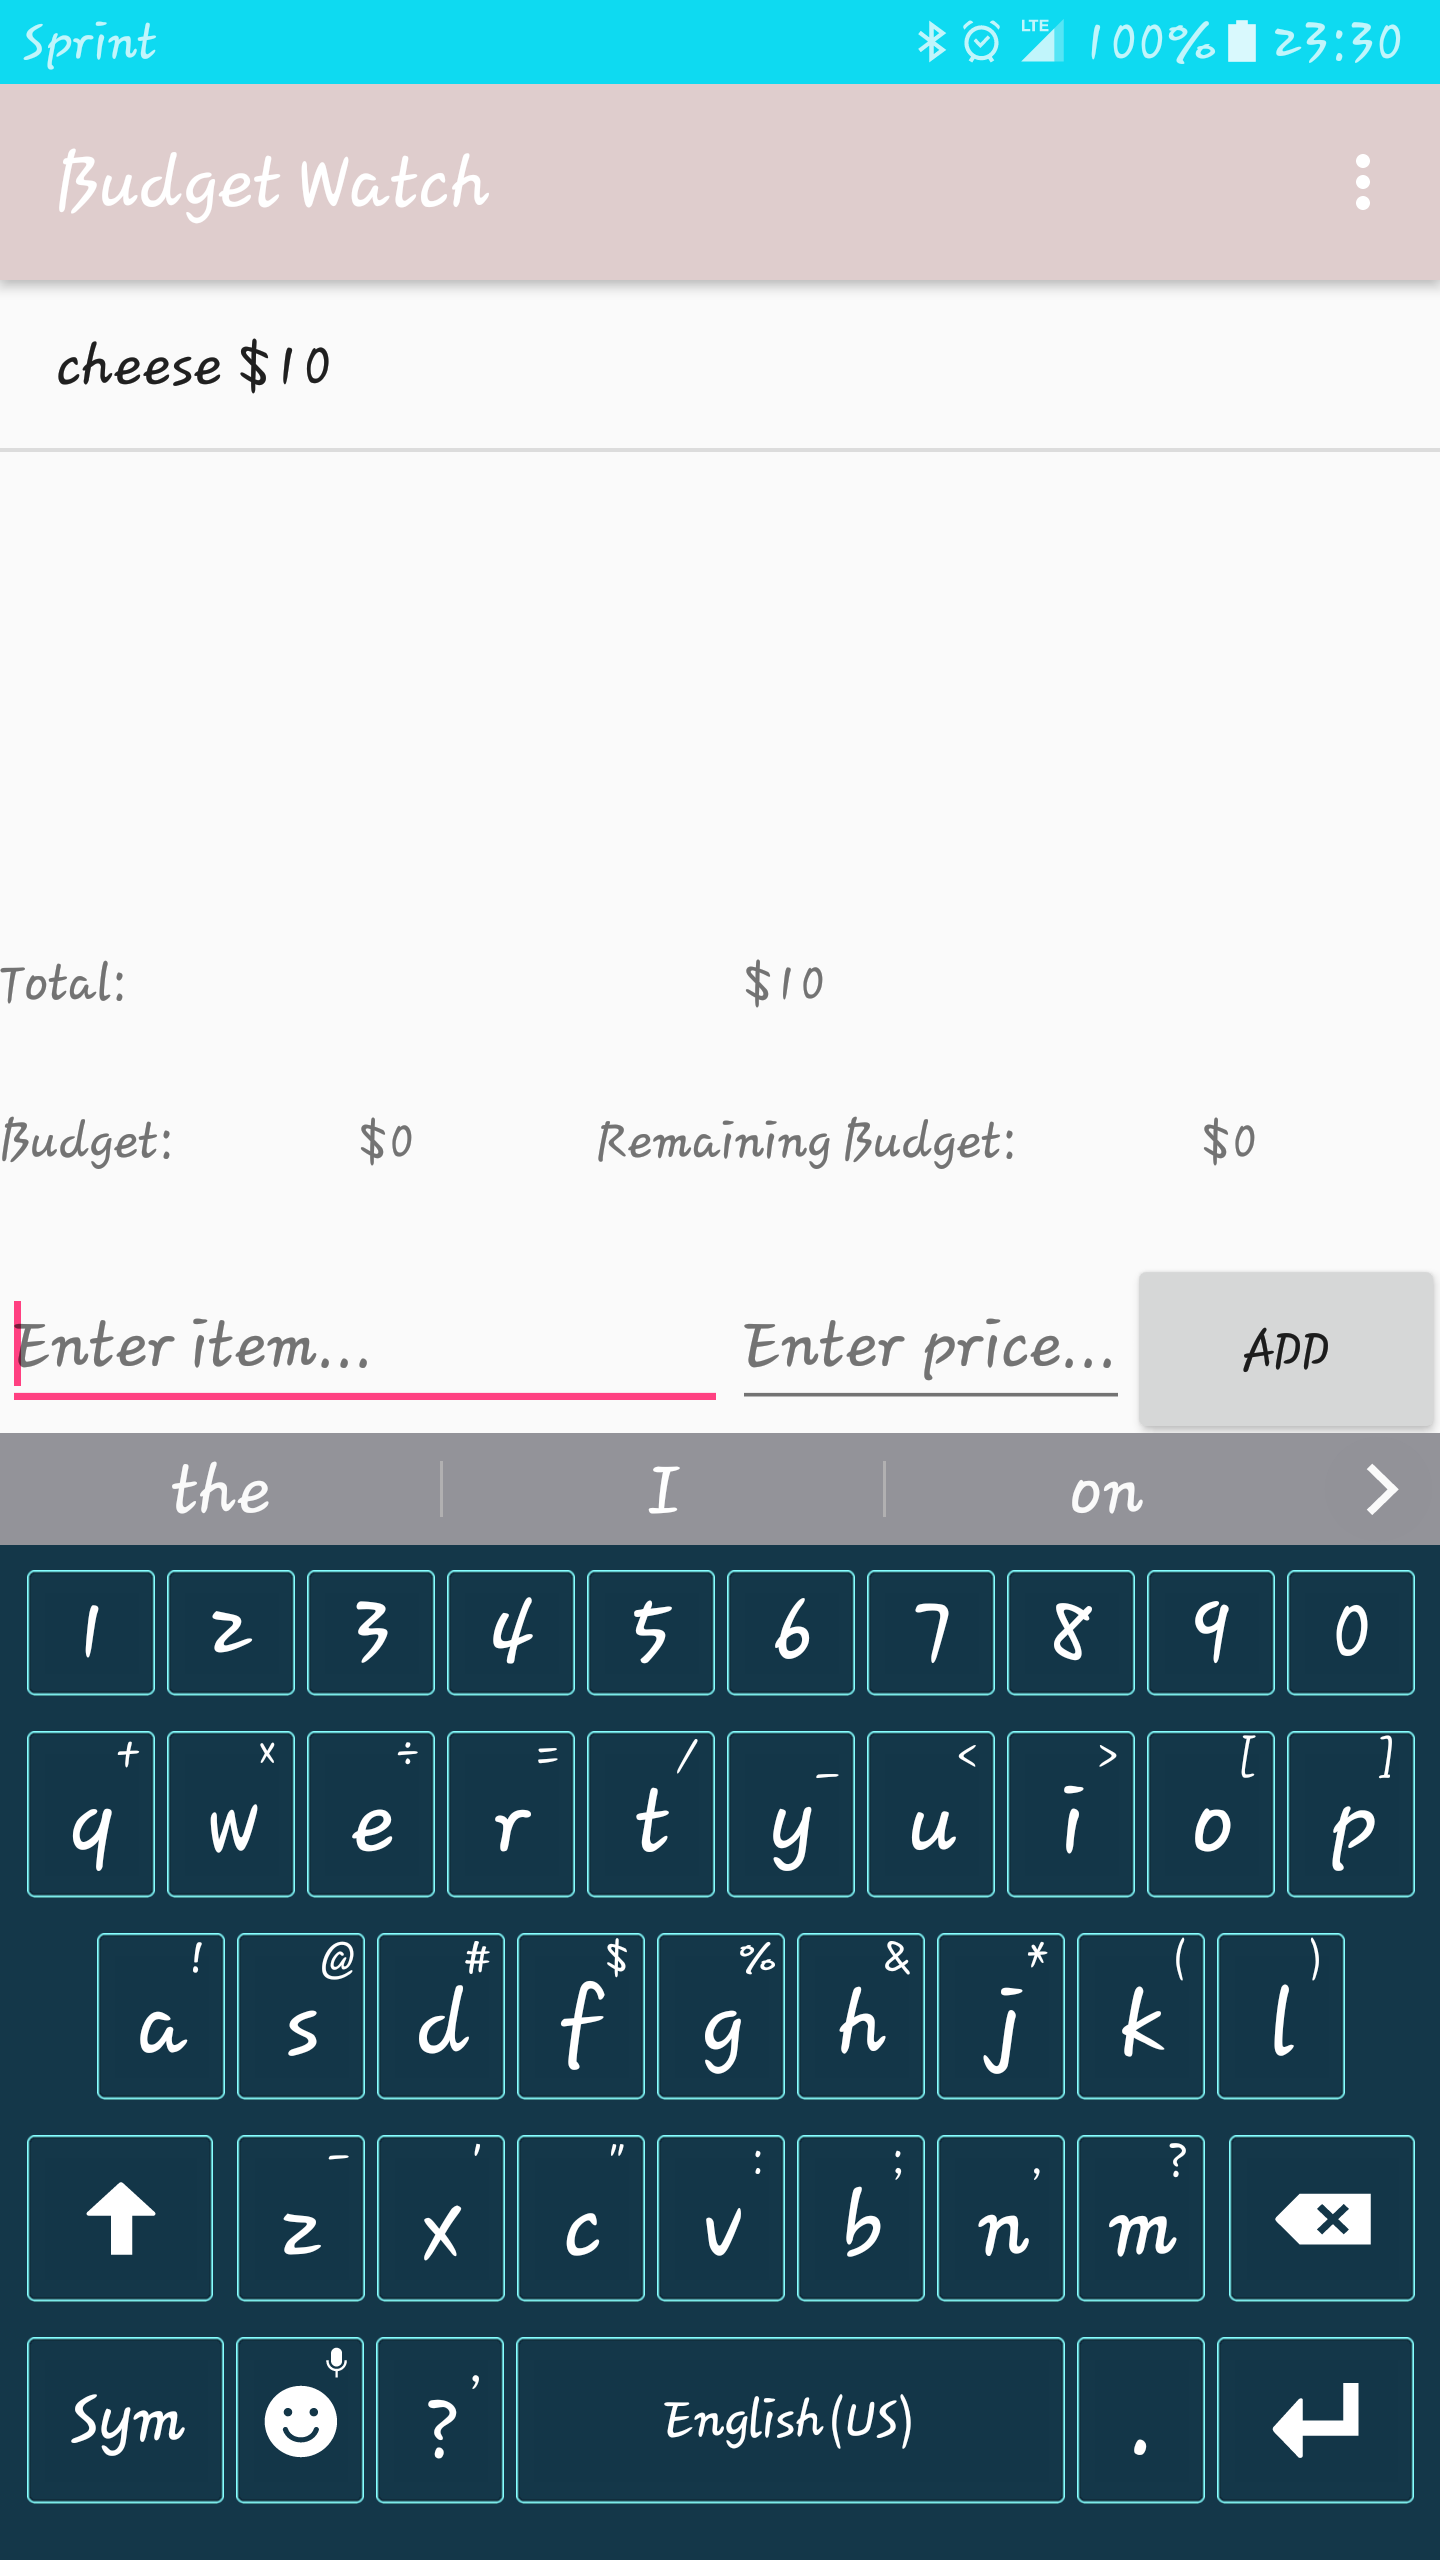 Sprint LTE 100% 23:30
Budget Watch
cheese $10
Total: $10
Budget: $0 Remaining Budget: $0
Enter item... Enter price... ADD
the I on
1 2 3 4 5 6 7 8 9 0
+ × ÷ = / _ < > [ ]
q w e r t y u i o p
! @ # $ % & * ( )
a s d f g h j k l
- ' " : ; , ?
z x c v b n m
,
Sym ? English(US) .